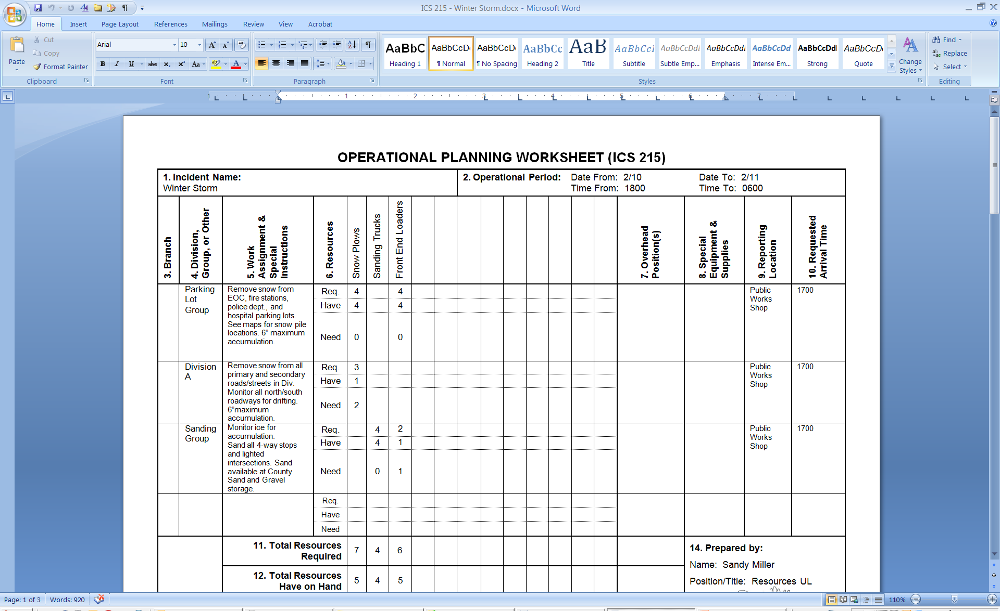 ICS 215 - Winter Storm.docx - Microsoft Word
Home Insert Page Layout References Mailings Review View Acrobat
Paste
Cut
Copy
Format Painter
Clipboard
Arial 10
Font
Paragraph
AaBbC Heading 1
AaBbCcD ¶ Normal
AaBbCcD ¶ No Spacing
AaBbCc Heading 2
AaB Title
AaBbCcI Subtitle
AaBbCcDdI Subtle Emp...
AaBbCcDdI Emphasis
AaBbCcDd Intense Em...
AaBbCcDdI Strong
AaBbCcD Quote
Change Styles
Styles
Find
Replace
Select
Editing
1 1 2 3 4 5 6 7
OPERATIONAL PLANNING WORKSHEET (ICS 215)
1. Incident Name:
Winter Storm
2. Operational Period: Date From: 2/10 Date To: 2/11
Time From: 1800 Time To: 0600
3. Branch
4. Division,
Group, or Other
5. Work
Assignment &
Special
Instructions
6. Resources
Snow Plows
Sanding Trucks
Front End Loaders
7. Overhead
Position(s)
8. Special
Equipment &
Supplies
9. Reporting
Location
10. Requested
Arrival Time
Parking
Lot
Group
Remove snow from
EOC, fire stations,
police dept., and
hospital parking lots.
See maps for snow pile
locations. 6” maximum
accumulation.
Req. 4 4
Have 4 4
Need 0 0
Public
Works
Shop
1700
Division
A
Remove snow from all
primary and secondary
roads/streets in Div.
Monitor all north/south
roadways for drifting.
6”maximum
accumulation.
Req. 3
Have 1
Need 2
Public
Works
Shop
1700
Sanding
Group
Monitor ice for
accumulation.
Sand all 4-way stops
and lighted
intersections. Sand
available at County
Sand and Gravel
storage.
Req. 4 2
Have 4 1
Need 0 1
Public
Works
Shop
1700
Req.
Have
Need
11. Total Resources
Required
7 4 6
12. Total Resources
Have on Hand
5 4 5
14. Prepared by:
Name: Sandy Miller
Position/Title: Resources UL
Page: 1 of 3 Words: 920 110%